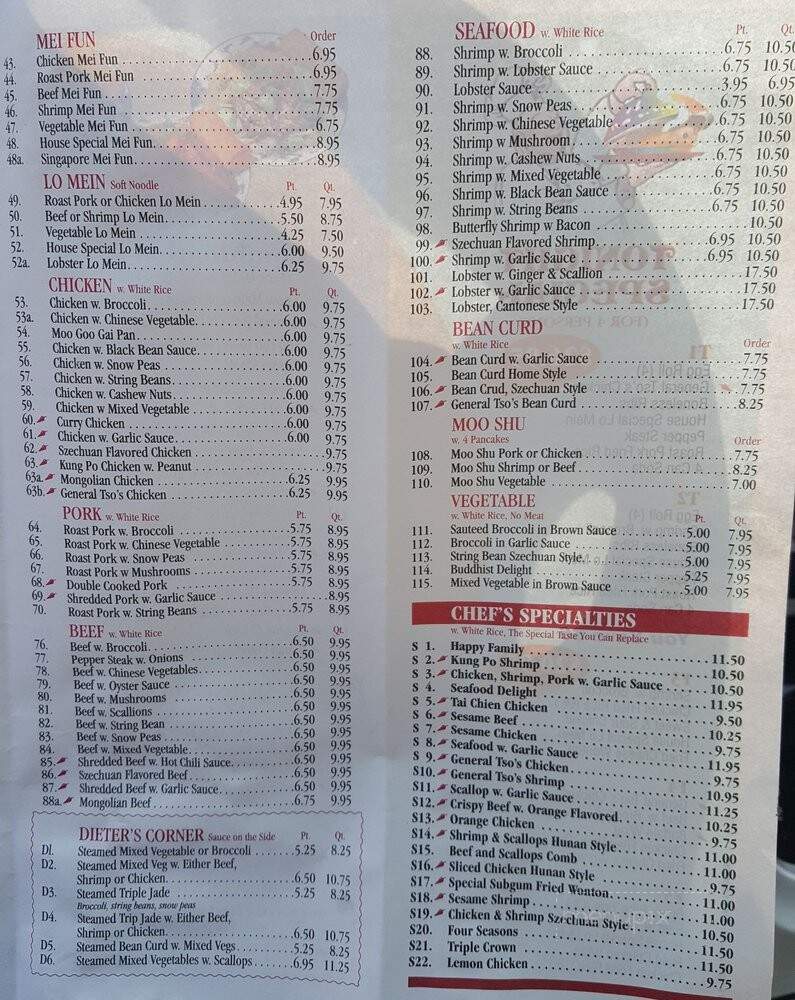 MEI FUN Order
43. Chicken Mei Fun 6.95
44. Roast Pork Mei Fun 6.95
45. Beef Mei Fun 7.75
46. Shrimp Mei Fun 7.75
47. Vegetable Mei Fun 6.75
48. House Special Mei Fun 8.95
48a. Singapore Mei Fun 8.95
LO MEIN Soft Noodle Pt. Qt.
49. Roast Pork or Chicken Lo Mein 4.95 7.95
50. Beef or Shrimp Lo Mein 5.50 8.75
51. Vegetable Lo Mein 4.25 7.50
52. House Special Lo Mein 6.00 9.50
52a. Lobster Lo Mein 6.25 9.75
CHICKEN w. White Rice Pt. Qt.
53. Chicken w. Broccoli 6.00 9.75
53a. Chicken w. Chinese Vegetable 6.00 9.75
54. Moo Goo Gai Pan 6.00 9.75
55. Chicken w. Black Bean Sauce 6.00 9.75
56. Chicken w. Snow Peas 6.00 9.75
57. Chicken w. String Beans 6.00 9.75
58. Chicken w. Cashew Nuts 6.00 9.75
59. Chicken w Mixed Vegetable 6.00 9.75
60. Curry Chicken 6.00 9.75
61. Chicken w. Garlic Sauce 6.00 9.75
62. Szechuan Flavored Chicken 9.75
63. Kung Po Chicken w. Peanut 9.75
63a. Mongolian Chicken 6.25 9.95
63b. General Tso's Chicken 6.25 9.95
PORK w. White Rice Pt. Qt.
64. Roast Pork w. Broccoli 5.75 8.95
65. Roast Pork w. Chinese Vegetable 5.75 8.95
66. Roast Pork w. Snow Peas 5.75 8.95
67. Roast Pork w Mushrooms 5.75 8.95
68. Double Cooked Pork 5.75 8.95
69. Shredded Pork w. Garlic Sauce 8.95
70. Roast Pork w. String Beans 5.75 8.95
BEEF w. White Rice Pt. Qt.
76. Beef w. Broccoli 6.50 9.95
77. Pepper Steak w. Onions 6.50 9.95
78. Beef w. Chinese Vegetables 6.50 9.95
79. Beef w. Oyster Sauce 6.50 9.95
80. Beef w. Mushrooms 6.50 9.95
81. Beef w. Scallions 6.50 9.95
82. Beef w. String Bean 6.50 9.95
83. Beef w. Snow Peas 6.50 9.95
84. Beef w. Mixed Vegetable 6.50 9.95
85. Shredded Beef w. Hot Chili Sauce 6.50 9.95
86. Szechuan Flavored Beef 6.50 9.95
87. Shredded Beef w. Garlic Sauce 6.50 9.95
88a. Mongolian Beef 6.75 9.95
DIETER'S CORNER Sauce on the Side Pt. Qt.
D1. Steamed Mixed Vegetable or Broccoli 5.25 8.25
D2. Steamed Mixed Veg w. Either Beef,
Shrimp or Chicken 6.50 10.75
D3. Steamed Triple Jade 5.25 8.25
Broccoli, string beans, snow peas
D4. Steamed Trip Jade w. Either Beef,
Shrimp or Chicken 6.50 10.75
D5. Steamed Bean Curd w. Mixed Vegs 5.25 8.25
D6. Steamed Mixed Vegetables w. Scallops 6.95 11.25
SEAFOOD w. White Rice Pt. Qt.
88. Shrimp w. Broccoli 6.75 10.50
89. Shrimp w. Lobster Sauce 6.75 10.50
90. Lobster Sauce 3.95 6.95
91. Shrimp w. Snow Peas 6.75 10.50
92. Shrimp w. Chinese Vegetable 6.75 10.50
93. Shrimp w Mushroom 6.75 10.50
94. Shrimp w. Cashew Nuts 6.75 10.50
95. Shrimp w. Mixed Vegetable 6.75 10.50
96. Shrimp w. Black Bean Sauce 6.75 10.50
97. Shrimp w. String Beans 6.75 10.50
98. Butterfly Shrimp w Bacon 10.50
99. Szechuan Flavored Shrimp 6.95 10.50
100. Shrimp w. Garlic Sauce 6.95 10.50
101. Lobster w. Ginger & Scallion 17.50
102. Lobster w. Garlic Sauce 17.50
103. Lobster, Cantonese Style 17.50
BEAN CURD
w. White Rice Order
104. Bean Curd w. Garlic Sauce 7.75
105. Bean Curd Home Style 7.75
106. Bean Crud, Szechuan Style 7.75
107. General Tso's Bean Curd 8.25
MOO SHU
w. 4 Pancakes Order
108. Moo Shu Pork or Chicken 7.75
109. Moo Shu Shrimp or Beef 8.25
110. Moo Shu Vegetable 7.00
VEGETABLE
w. White Rice, No Meat Pt. Qt.
111. Sauteed Broccoli in Brown Sauce 5.00 7.95
112. Broccoli in Garlic Sauce 5.00 7.95
113. String Bean Szechuan Style 5.00 7.95
114. Buddhist Delight 5.25 7.95
115. Mixed Vegetable in Brown Sauce 5.00 7.95
CHEF'S SPECIALTIES
w. White Rice, The Special Taste You Can Replace
S 1. Happy Family 11.50
S 2. Kung Po Shrimp 10.50
S 3. Chicken, Shrimp, Pork w. Garlic Sauce 10.50
S 4. Seafood Delight 11.95
S 5. Tai Chien Chicken 9.50
S 6. Sesame Beef 10.25
S 7. Sesame Chicken 9.75
S 8. Seafood w. Garlic Sauce 11.95
S 9. General Tso's Chicken 9.75
S10. General Tso's Shrimp 10.95
S11. Scallop w. Garlic Sauce 11.25
S12. Crispy Beef w. Orange Flavored 10.25
S13. Orange Chicken 9.75
S14. Shrimp & Scallops Hunan Style 11.00
S15. Beef and Scallops Comb 11.00
S16. Sliced Chicken Hunan Style 9.75
S17. Special Subgum Fried Wonton 11.00
S18. Sesame Shrimp 11.00
S19. Chicken & Shrimp Szechuan Style 10.50
S20. Four Seasons 11.50
S21. Triple Crown 11.50
S22. Lemon Chicken 9.75